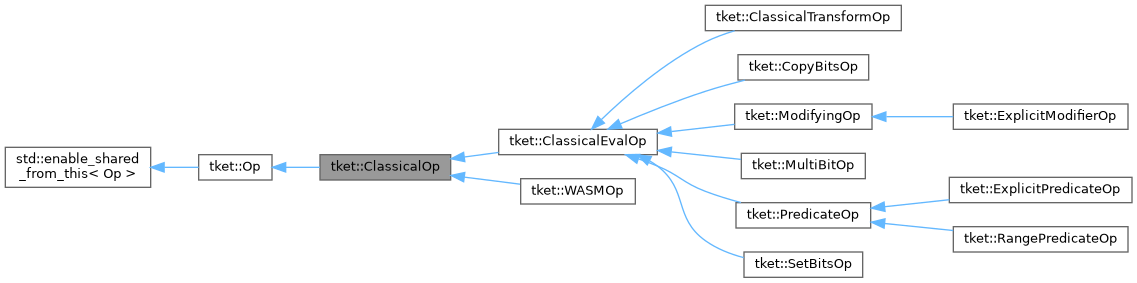 std::enable_shared
_from_this< Op >
tket::Op
tket::ClassicalOp
tket::ClassicalEvalOp
tket::WASMOp
tket::ClassicalTransformOp
tket::CopyBitsOp
tket::ModifyingOp
tket::MultiBitOp
tket::PredicateOp
tket::SetBitsOp
tket::ExplicitModifierOp
tket::ExplicitPredicateOp
tket::RangePredicateOp